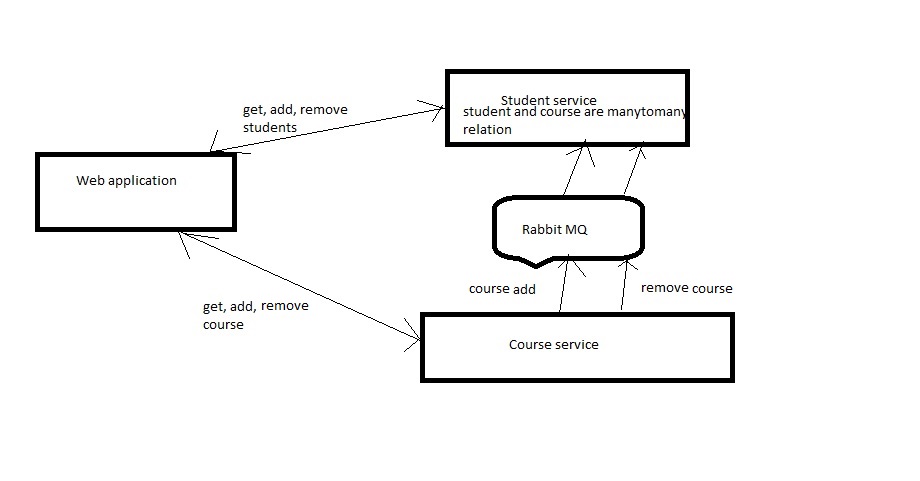 get, add, remove
students
Student service
student and course are manytomany
relation
Web application
Rabbit MQ
course add
remove course
get, add, remove
course
Course service